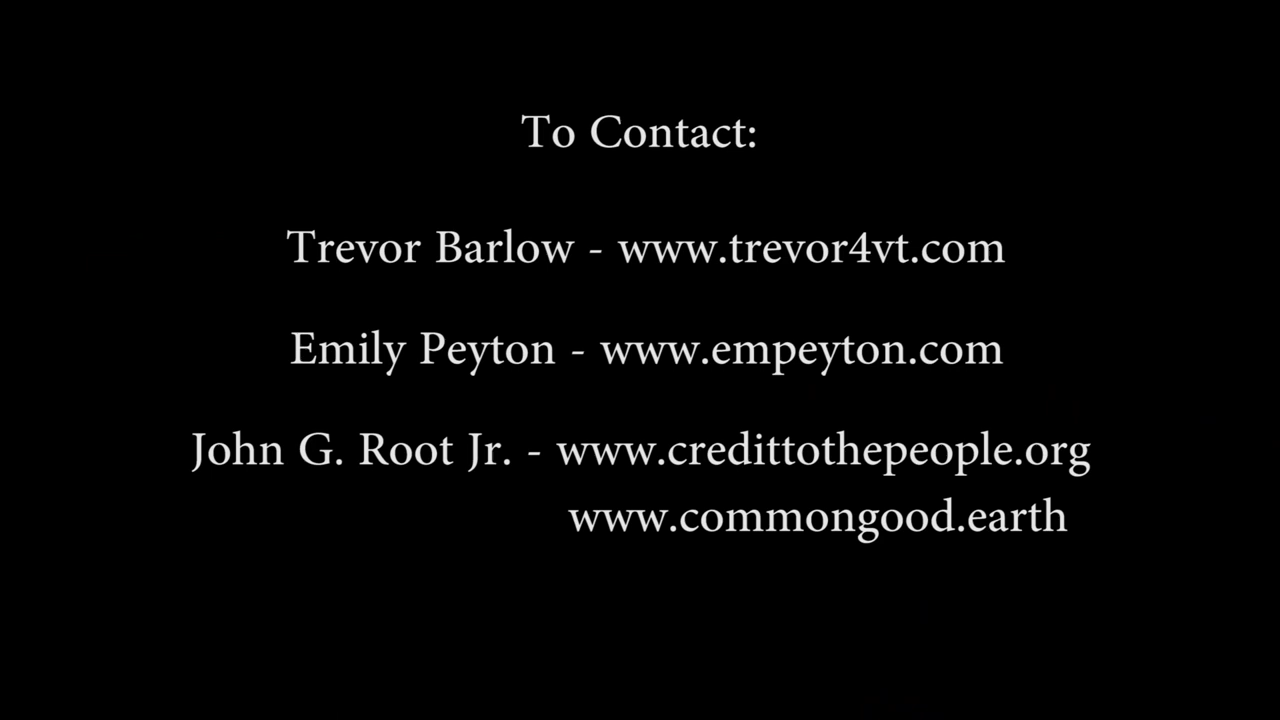 To Contact:
Trevor Barlow - www.trevor4vt.com
Emily Peyton - www.empeyton.com
John G. Root Jr. - www.credittothepeople.org
www.commongood.earth